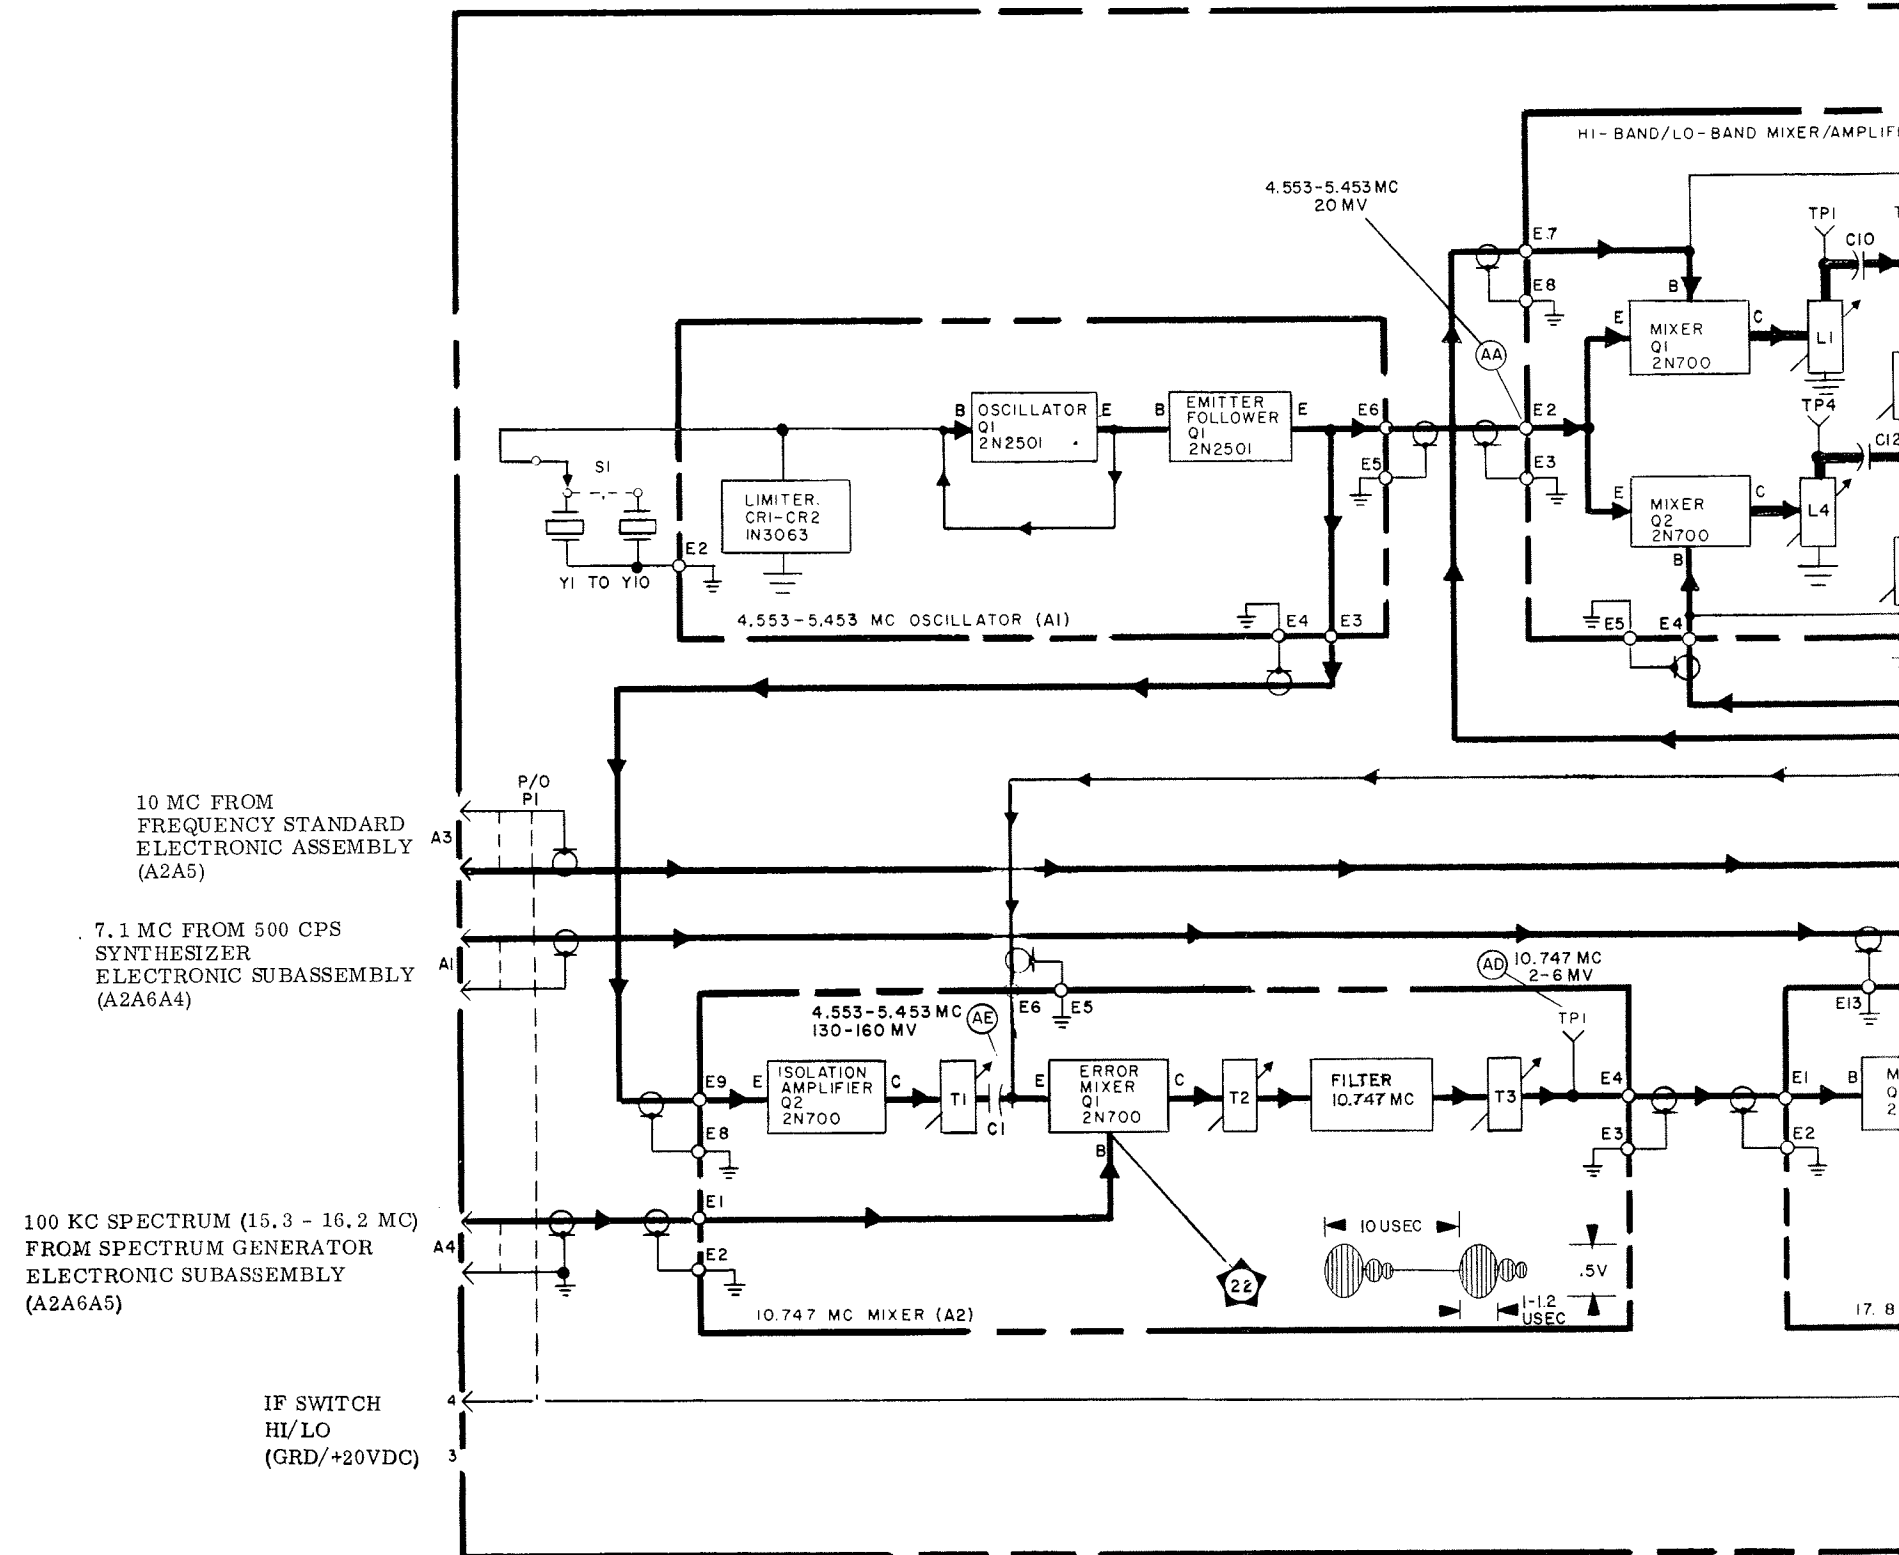 HI-BAND/LO-BAND MIXER/AMPLIFI
4.553-5.453 MC
20 MV
TP1
C10
E7
E8
B
E
MIXER
Q1
2N700
C
L1
AA
TP4
C12
E2
E3
E
MIXER
Q2
2N700
C
L4
B
E5
E4
B
OSCILLATOR
Q1
2N2501
E
B
EMITTER
FOLLOWER
Q1
2N2501
E
E6
E5
S1
LIMITER.
CR1-CR2
IN3063
E2
Y1 TO Y10
4.553-5.453 MC OSCILLATOR (A1)
E4
E3
P/O
P1
10 MC FROM
FREQUENCY STANDARD
ELECTRONIC ASSEMBLY
(A2A5)
A3
7.1 MC FROM 500 CPS
SYNTHESIZER
ELECTRONIC SUBASSEMBLY
(A2A6A4)
A1
AD
10.747 MC
2-6 MV
TP1
E13
4.553-5.453 MC
130-160 MV
AE
E6
E5
E9
E
ISOLATION
AMPLIFIER
Q2
2N700
C
T1
C1
E
ERROR
MIXER
Q1
2N700
C
T2
FILTER
10.747 MC
T3
E4
E1
B
M
Q
2
E8
B
E3
E2
100 KC SPECTRUM (15.3 - 16.2 MC)
FROM SPECTRUM GENERATOR
ELECTRONIC SUBASSEMBLY
(A2A6A5)
A4
E1
E2
22
10 USEC
.5V
1-1.2
USEC
10.747 MC MIXER (A2)
17. 8
IF SWITCH
HI/LO
(GRD/+20VDC)
4
3